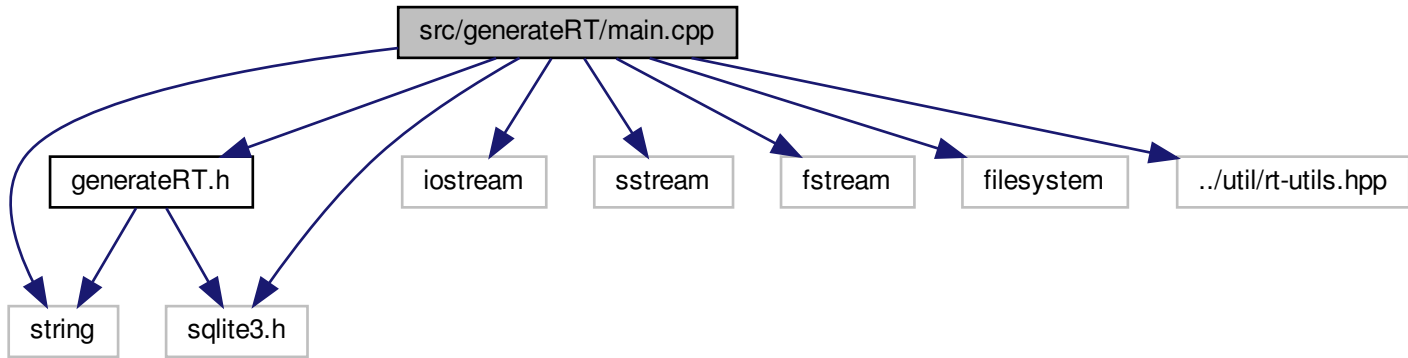 src/generateRT/main.cpp
generateRT.h
iostream
sstream
fstream
filesystem
../util/rt-utils.hpp
string
sqlite3.h